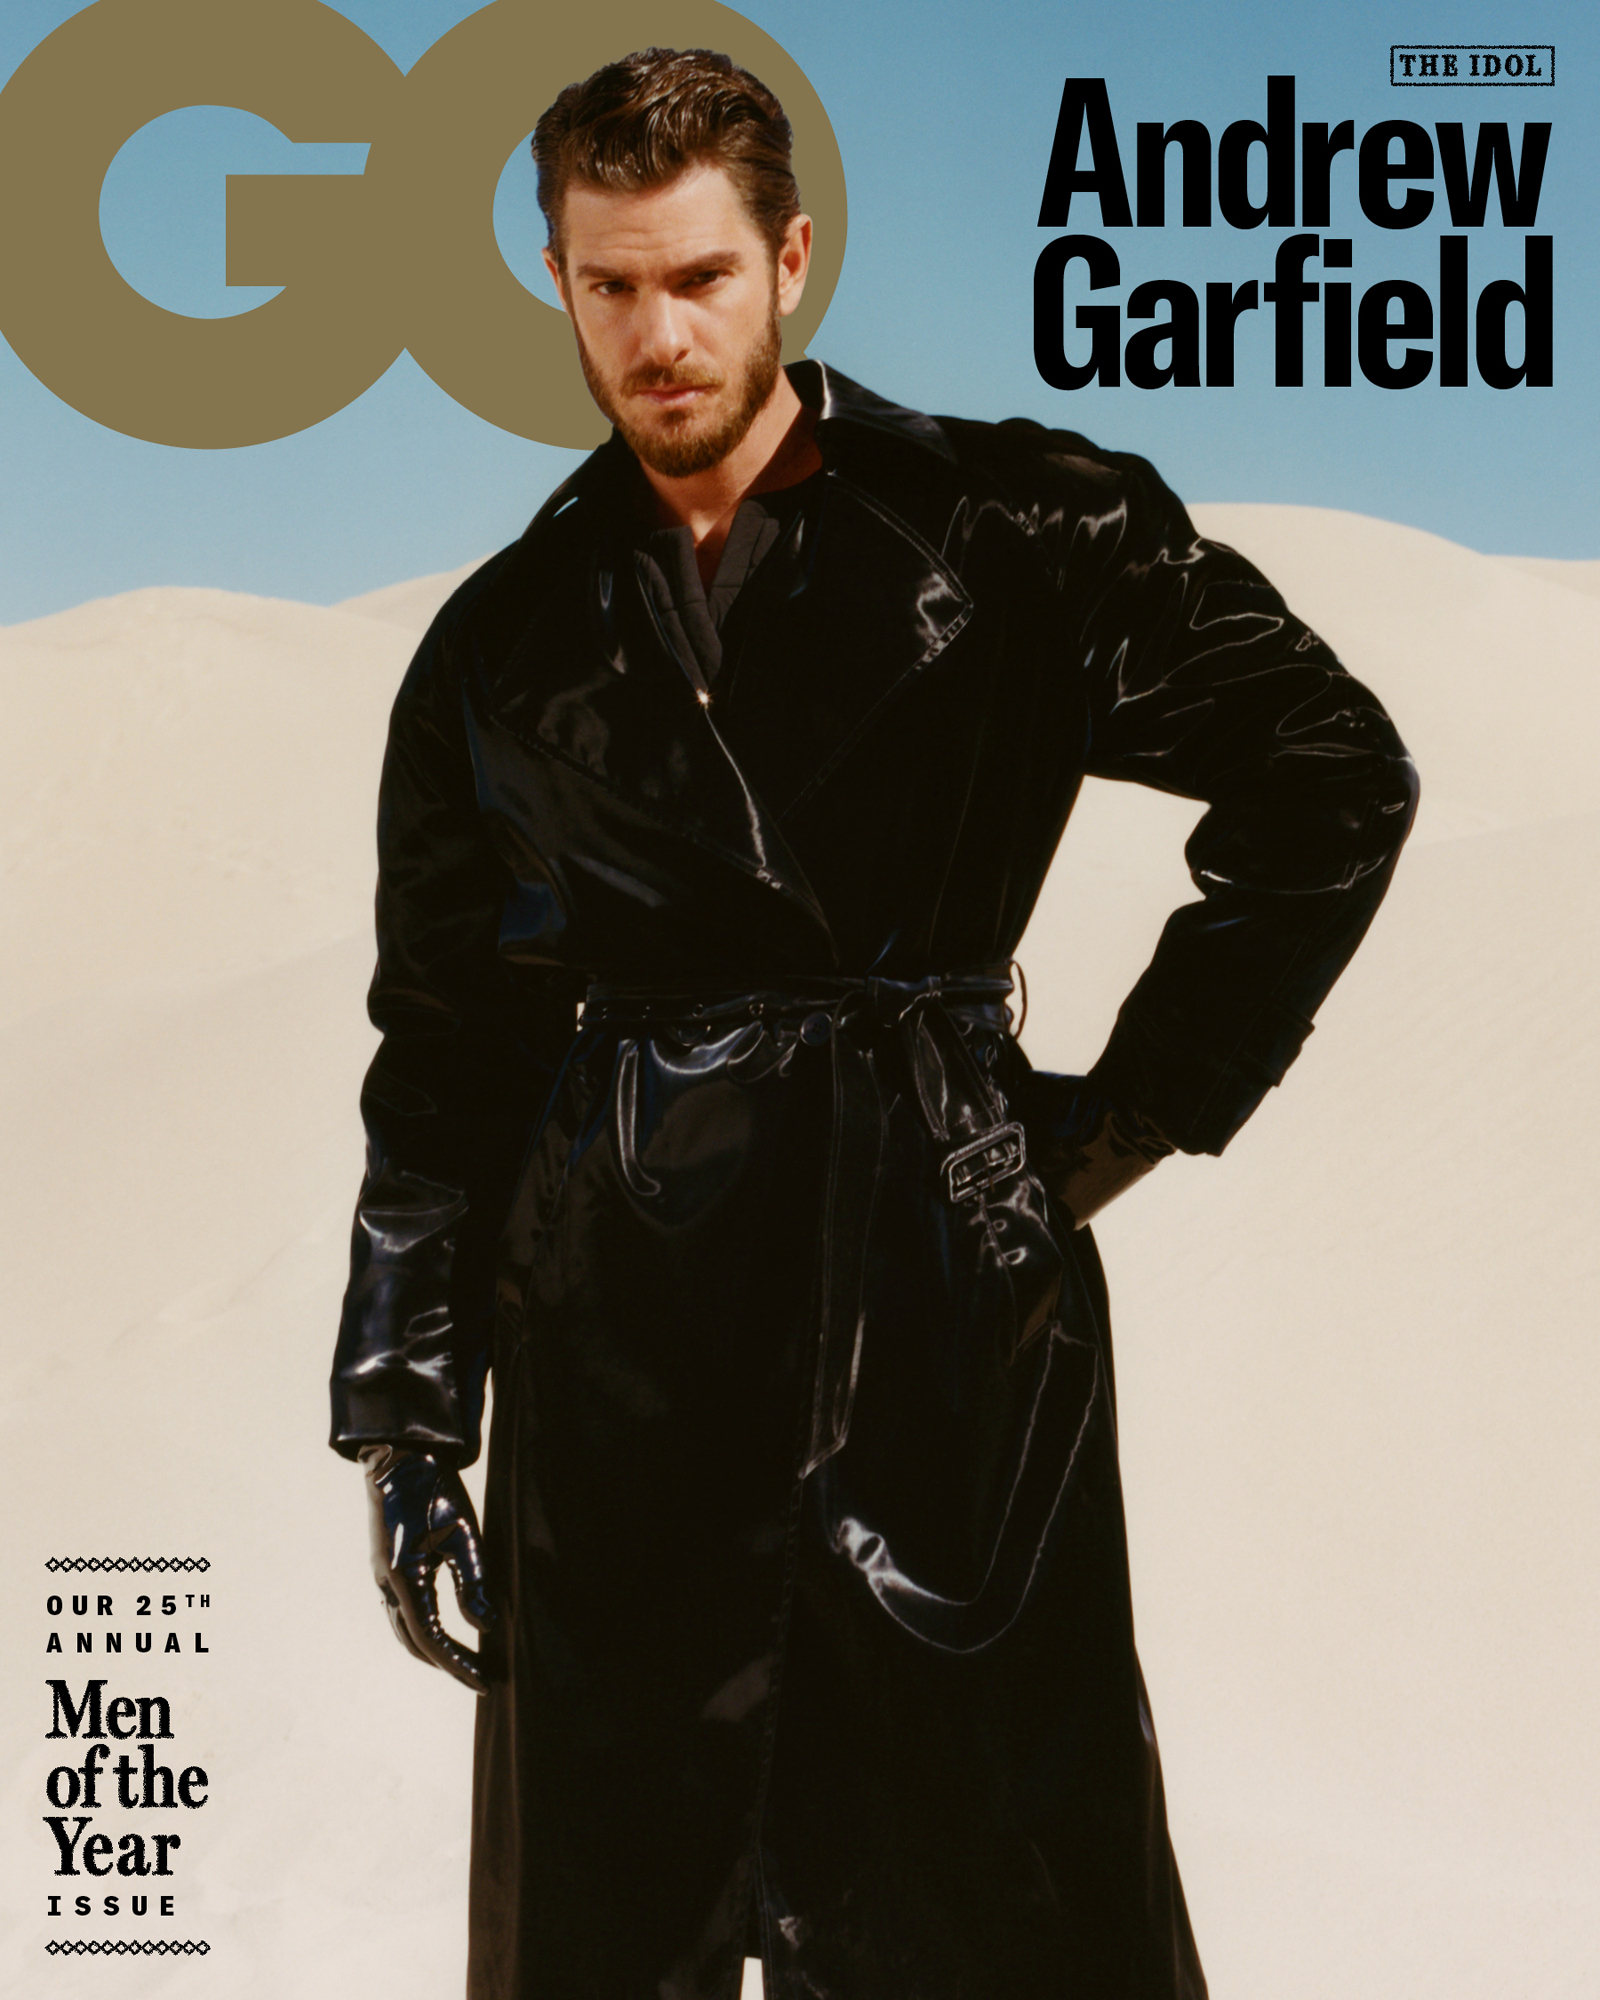 GQ
THE IDOL
Andrew
Garfield
OUR 25TH
ANNUAL
Men
of the
Year
ISSUE